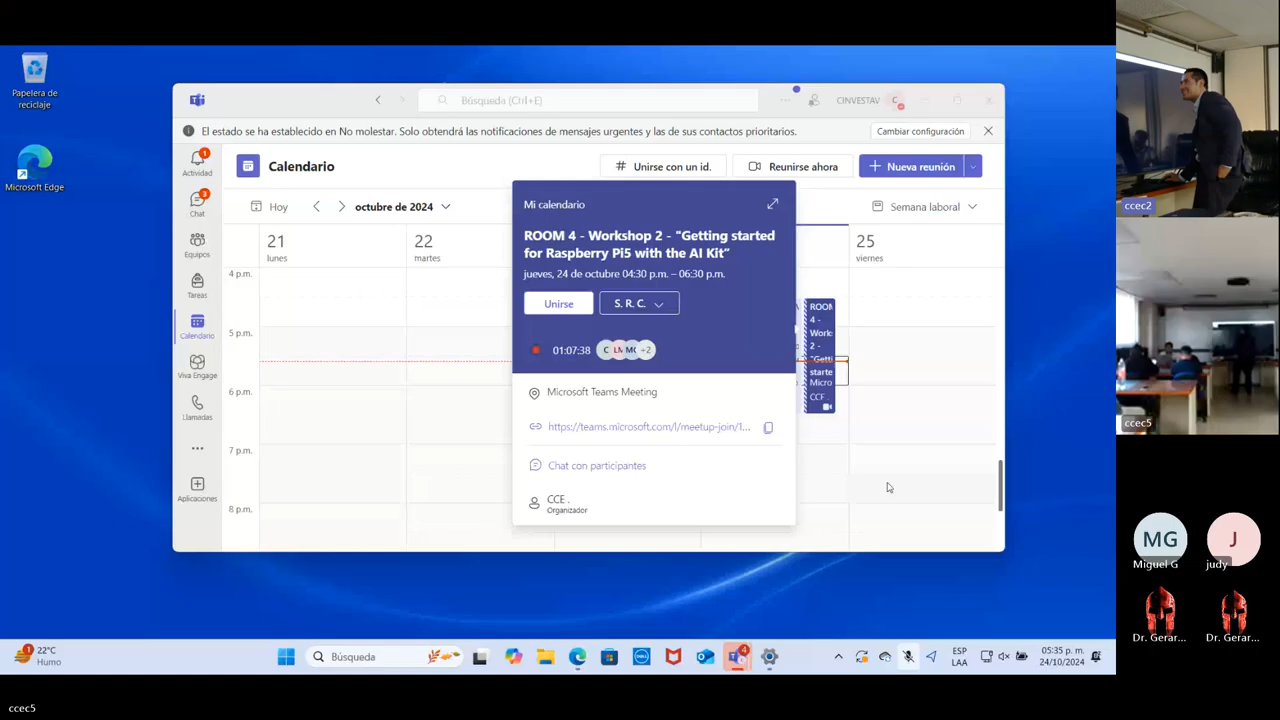 Papelera de
reciclaje
Microsoft Edge
Búsqueda (Ctrl+E)
CINVESTAV
C
El estado se ha establecido en No molestar. Solo obtendrá las notificaciones de mensajes urgentes y las de sus contactos prioritarios.
Cambiar configuración
1
Actividad
3
Chat
Equipos
Tareas
Calendario
Viva Engage
Llamadas
Aplicaciones
Calendario
Unirse con un id.
Reunirse ahora
Nueva reunión
Hoy
octubre de 2024
Semana laboral
21
lunes
22
martes
25
viernes
4 p.m.
5 p.m.
6 p.m.
7 p.m.
8 p.m.
Mi calendario
ROOM 4 - Workshop 2 - "Getting started
for Raspberry Pi5 with the AI Kit"
jueves, 24 de octubre 04:30 p.m. – 06:30 p.m.
Unirse
S. R. C.
01:07:38
C LM MG +2
Microsoft Teams Meeting
https://teams.microsoft.com/l/meetup-join/1...
Chat con participantes
CCE .
Organizador
ROOM
4 -
Work
2 -
"Getti
starte
Micro
CCE .
1
22°C
Humo
Búsqueda
DELL
4
ESP
LAA
05:35 p. m.
24/10/2024
ccec2
ccec5
MG
Miguel G
J
judy
Dr. Gerar...
Dr. Gerar...
ccec5